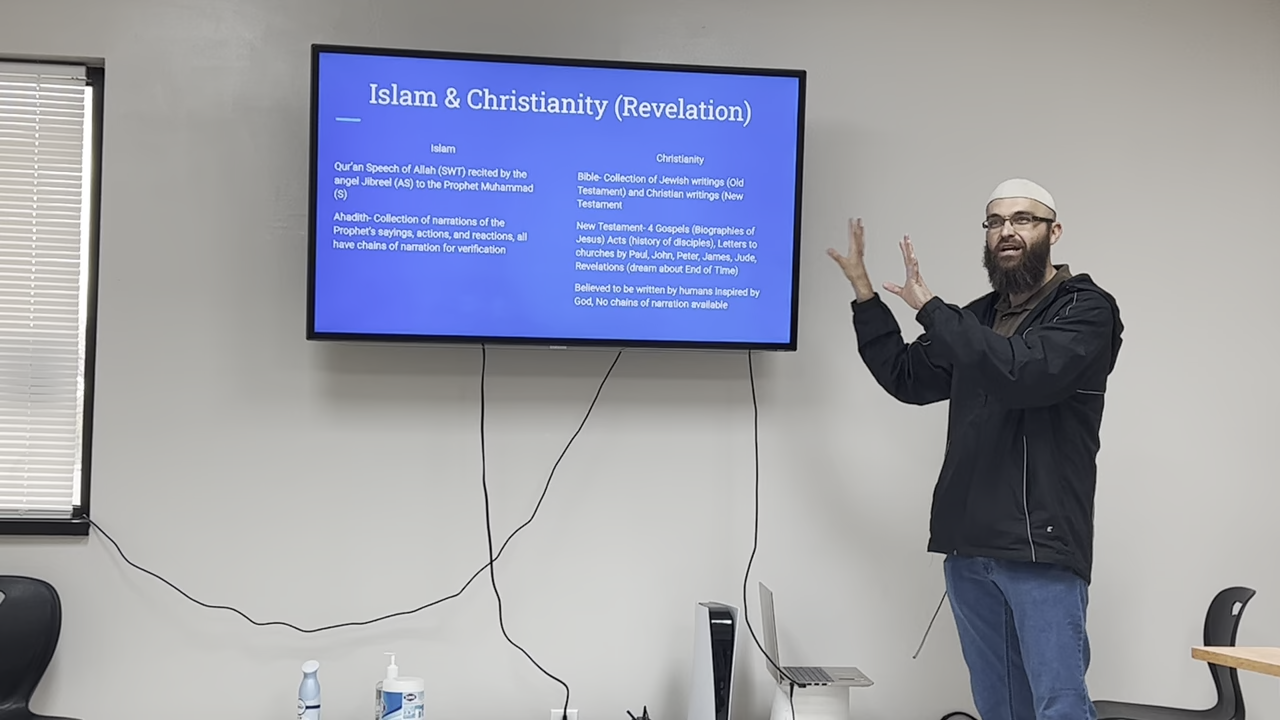 Islam & Christianity (Revelation)
Islam
Qur'an Speech of Allah (SWT) recited by the
angel Jibreel (AS) to the Prophet Muhammad
(S)
Ahadith- Collection of narrations of the
Prophet's sayings, actions, and reactions, all
have chains of narration for verification
Christianity
Bible- Collection of Jewish writings (Old
Testament) and Christian writings (New
Testament
New Testament- 4 Gospels (Biographies of
Jesus) Acts (history of disciples), Letters to
churches by Paul, John, Peter, James, Jude,
Revelations (dream about End of Time)
Believed to be written by humans inspired by
God, No chains of narration available